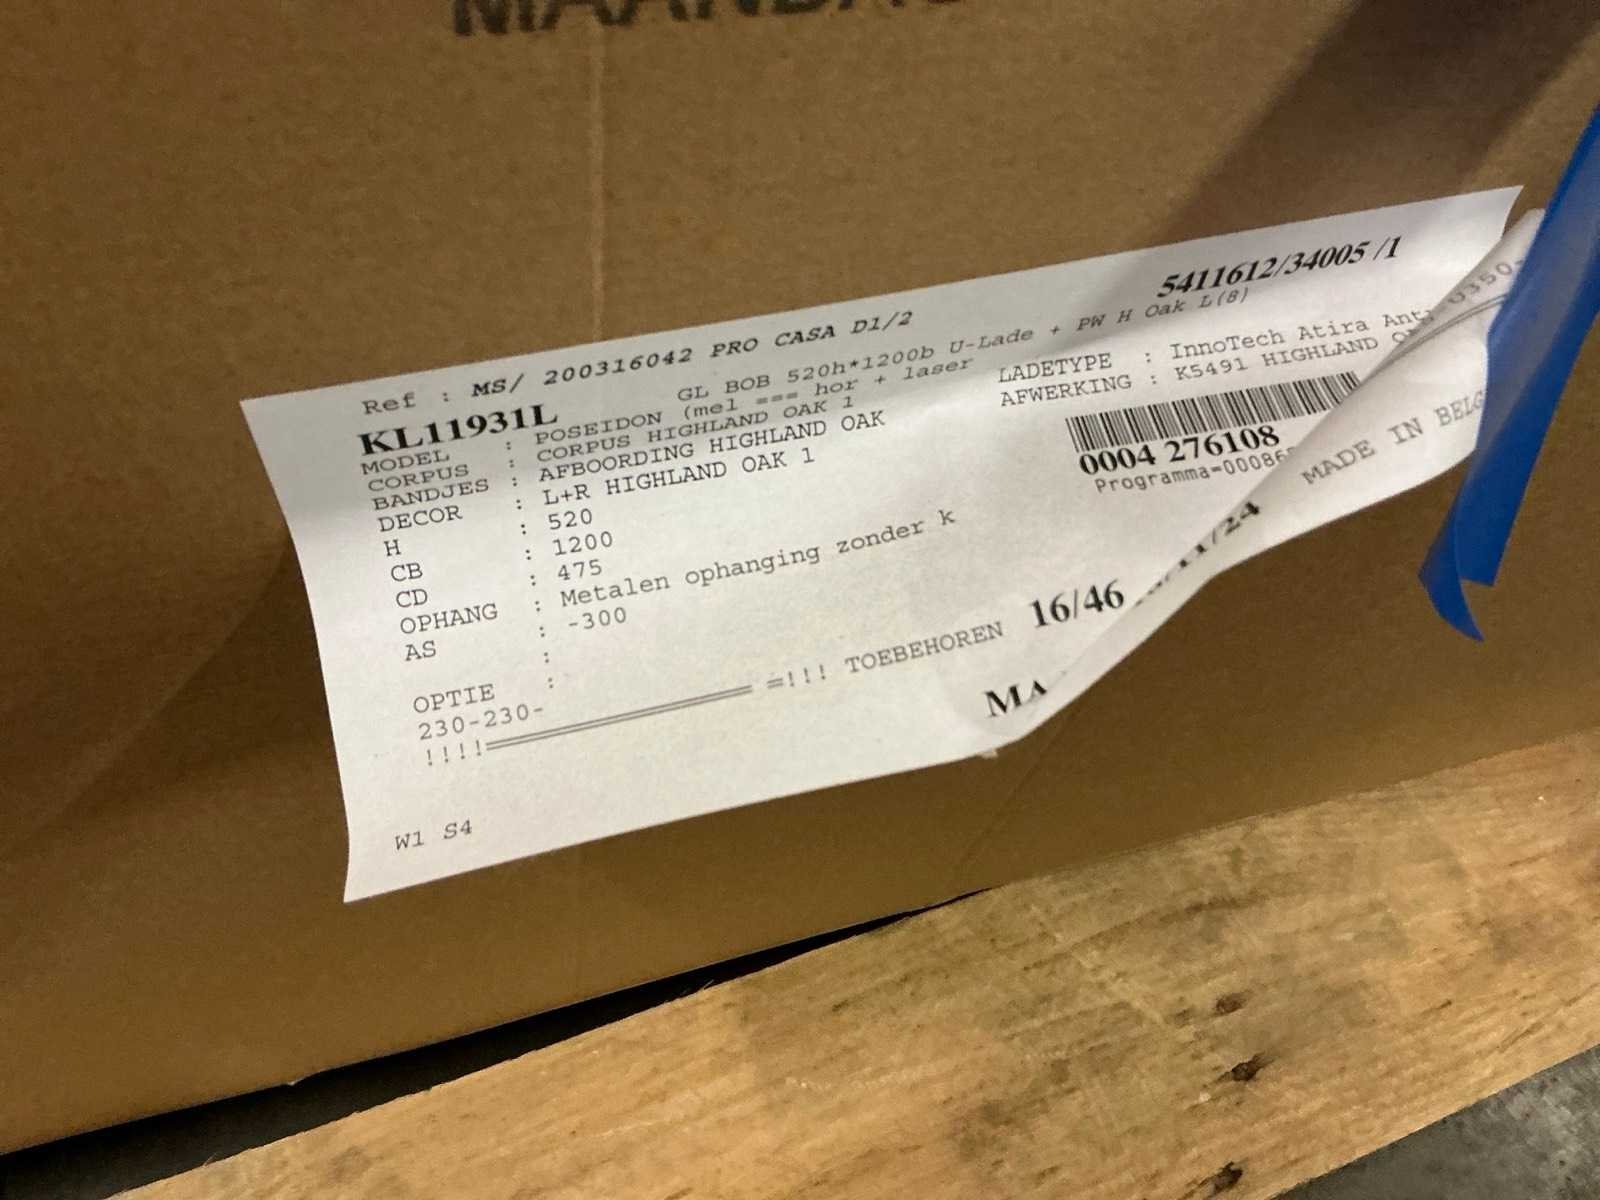 Ref : MS/ 200316042 PRO CASA D1/2
5411612/34005 /1
KL11931L
GL BOB 520h*1200b U-Lade + PW H Oak L(8)
MODEL : POSEIDON (mel === hor + laser
CORPUS : CORPUS HIGHLAND OAK 1
BANDJES : AFBOORDING HIGHLAND OAK
DECOR : L+R HIGHLAND OAK 1
H : 520
CB : 1200
CD : 475
OPHANG : Metalen ophanging zonder k
AS : -300
:
OPTIE :
230-230-
!!!!
=!!! TOEBEHOREN
W1 S4
LADETYPE : InnoTech Atira
AFWERKING : K5491 HIGHLAND
0004 276108
16/46
MADE IN